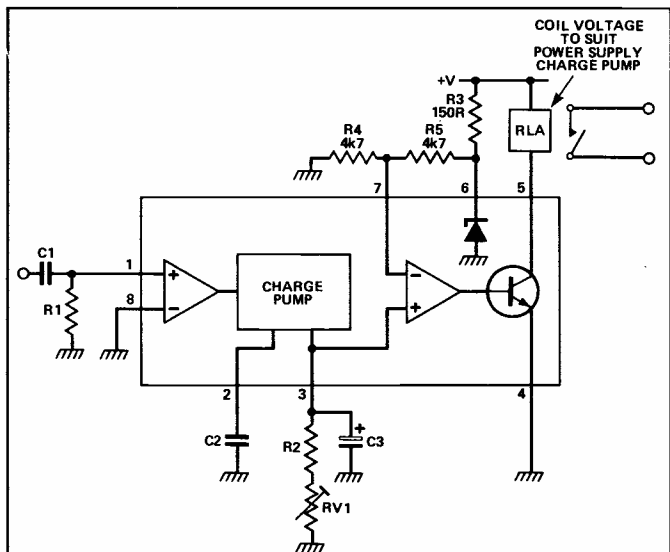 COIL VOLTAGE
TO SUIT
POWER SUPPLY
CHARGE PUMP
+V
R3
150R
RLA
R4
4k7
R5
4k7
7
6
5
C1
1
+
8
−
R1
CHARGE
PUMP
−
+
2
3
4
C2
R2
+
C3
RV1